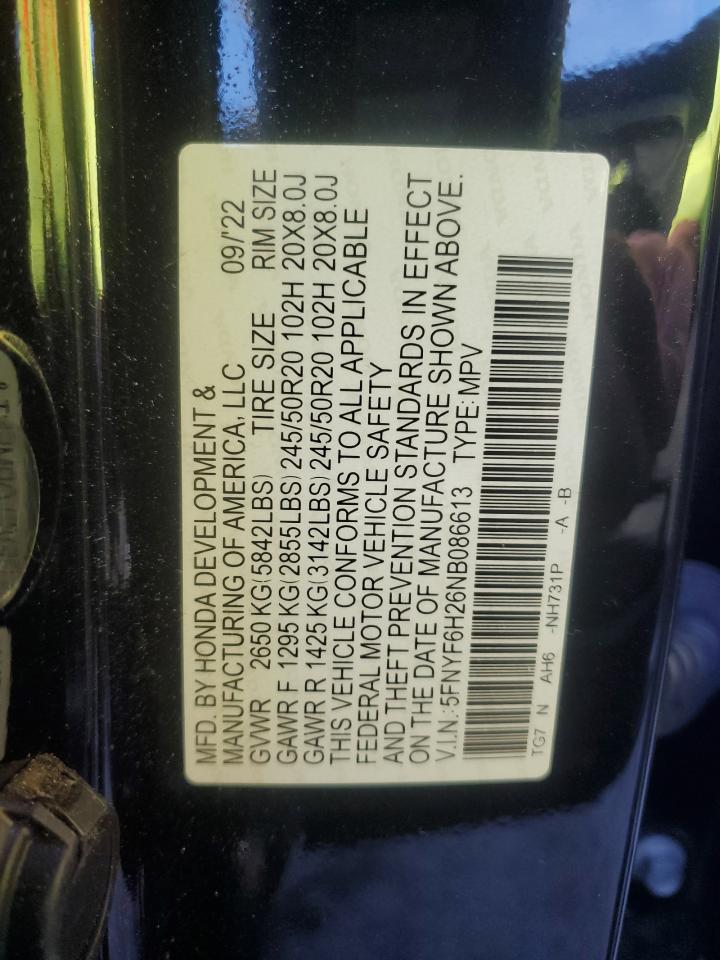 MFD. BY HONDA DEVELOPMENT &
MANUFACTURING OF AMERICA, LLC 09/'22
GVWR 2650 KG(5842LBS) TIRE SIZE RIM SIZE
GAWR F 1295 KG(2855LBS) 245/50R20 102H 20X8.0J
GAWR R 1425 KG(3142LBS) 245/50R20 102H 20X8.0J
THIS VEHICLE CONFORMS TO ALL APPLICABLE
FEDERAL MOTOR VEHICLE SAFETY
AND THEFT PREVENTION STANDARDS IN EFFECT
ON THE DATE OF MANUFACTURE SHOWN ABOVE.
V.I.N.:5FNYF6H26NB086613 TYPE: MPV
TG7 N AH6 -NH731P -A -B